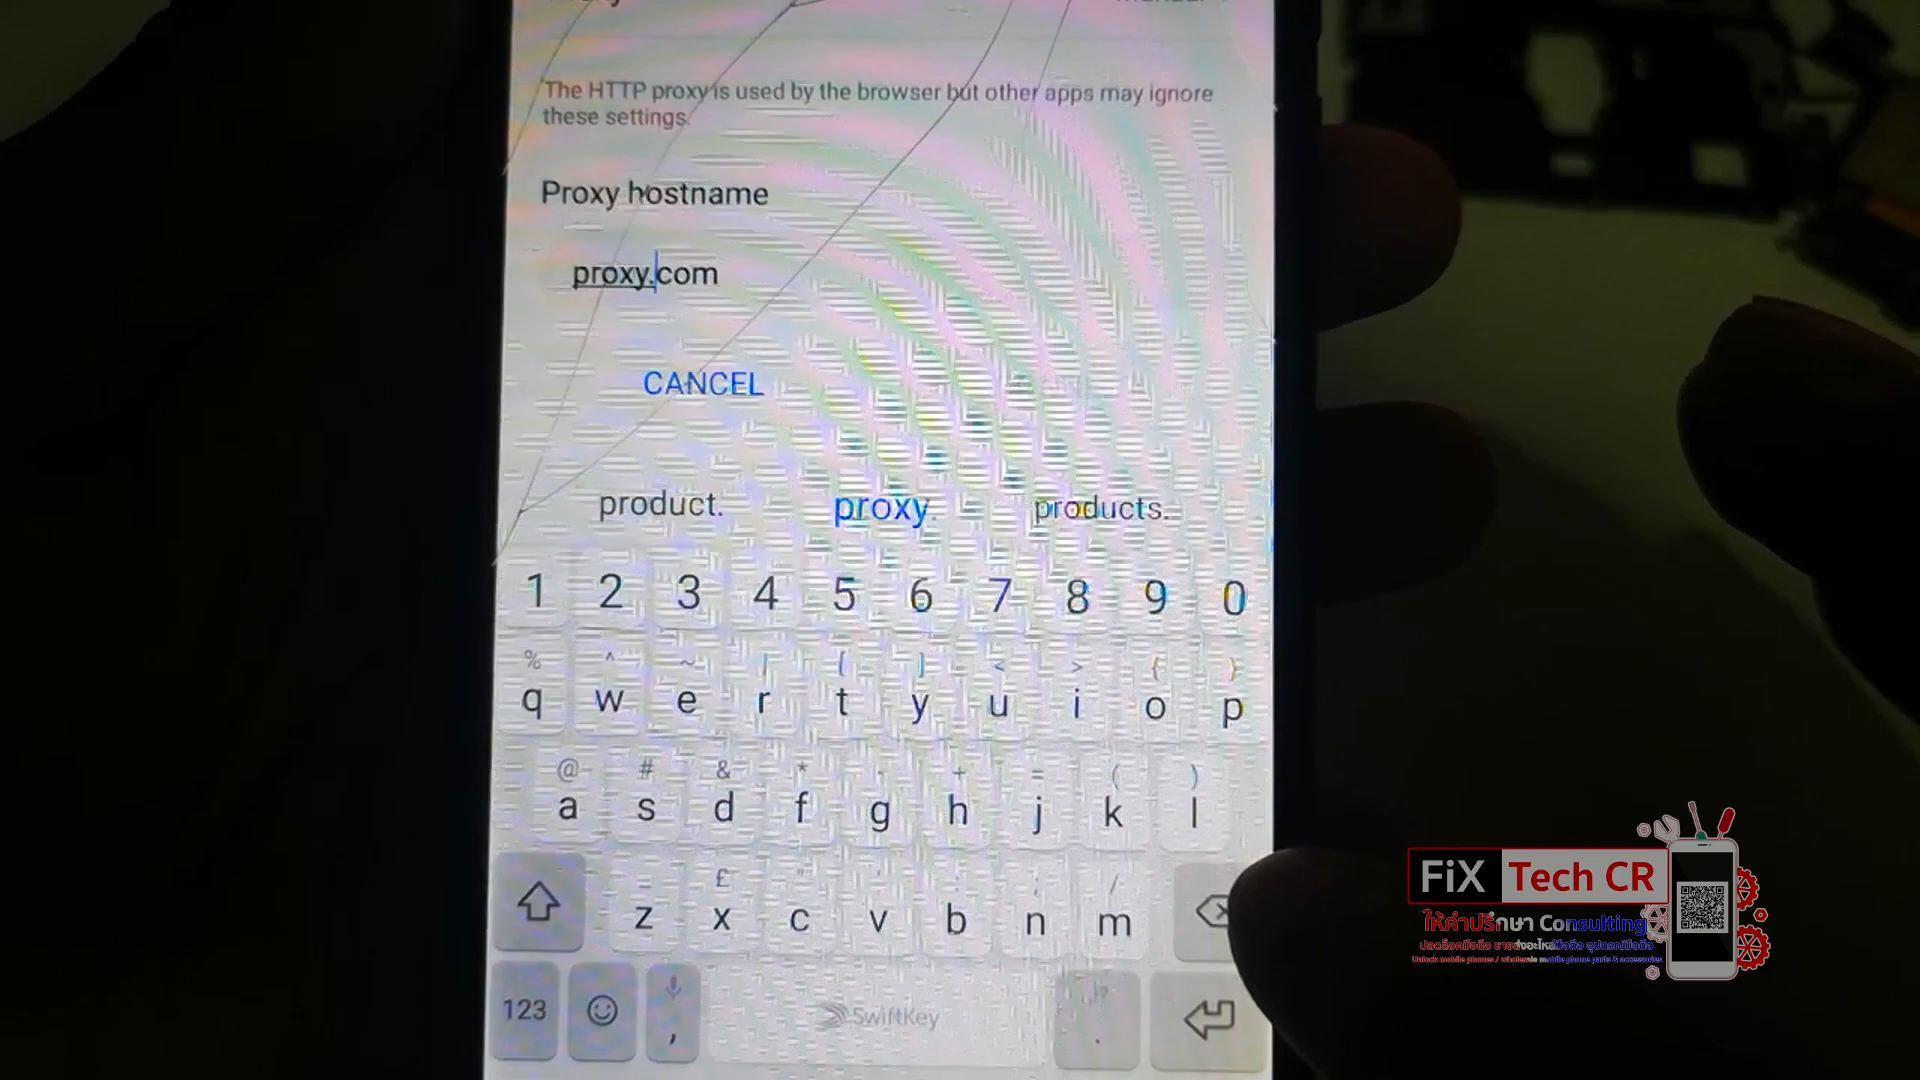 The HTTP proxy is used by the browser but other apps may ignore
these settings.
Proxy hostname
proxy.com
CANCEL
product. proxy. products.
1 2 3 4 5 6 7 8 9 0
% ^ ~ | [ ] < > { }
q w e r t y u i o p
@ # & * - + = ( )
a s d f g h j k l
£ " ' : ; /
z x c v b n m
123 , SwiftKey .
FiX Tech CR
ให้คำปรึกษา Consulting
ปลดล็อคมือถือ ขายส่งอะไหล่มือถือ อุปกรณ์มือถือ
Unlock mobile phones / wholesale mobile phone parts & accessories